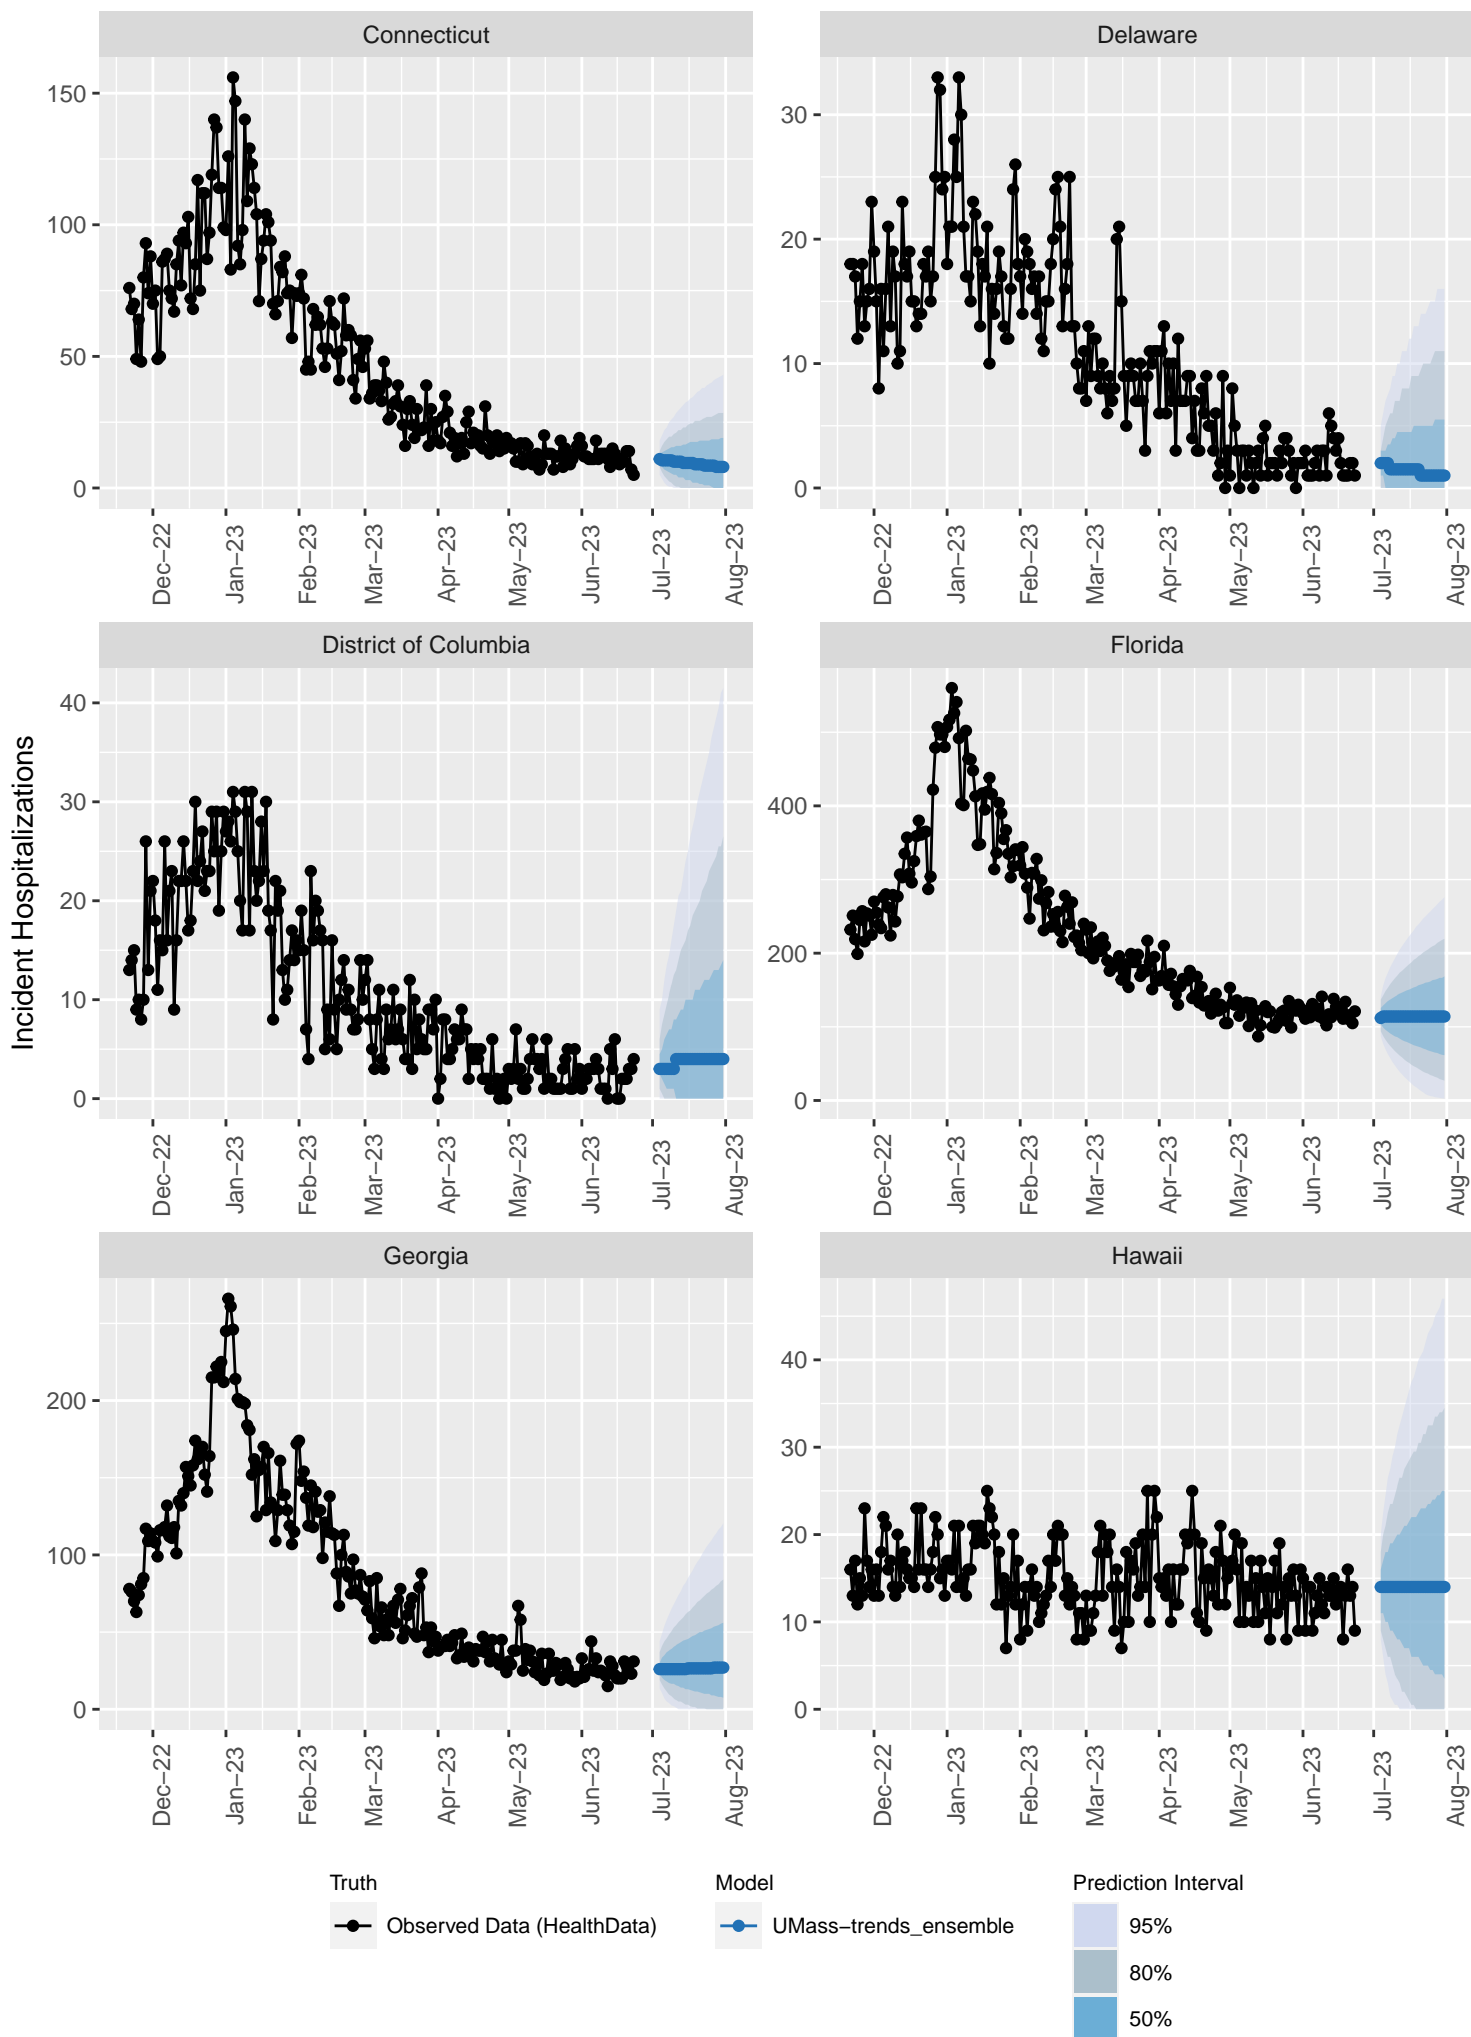 Connecticut
Delaware
150
100
50
0
30
20
10
0
Dec−22
Jan−23
Feb−23
Mar−23
Apr−23
May−23
Jun−23
Jul−23
Aug−23
Dec−22
Jan−23
Feb−23
Mar−23
Apr−23
May−23
Jun−23
Jul−23
Aug−23
District of Columbia
Florida
Incident Hospitalizations
40
30
20
10
0
400
200
0
Dec−22
Jan−23
Feb−23
Mar−23
Apr−23
May−23
Jun−23
Jul−23
Aug−23
Dec−22
Jan−23
Feb−23
Mar−23
Apr−23
May−23
Jun−23
Jul−23
Aug−23
Georgia
Hawaii
200
100
0
40
30
20
10
0
Dec−22
Jan−23
Feb−23
Mar−23
Apr−23
May−23
Jun−23
Jul−23
Aug−23
Dec−22
Jan−23
Feb−23
Mar−23
Apr−23
May−23
Jun−23
Jul−23
Aug−23
Truth
Observed Data (HealthData)
Model
UMass−trends_ensemble
Prediction Interval
95%
80%
50%